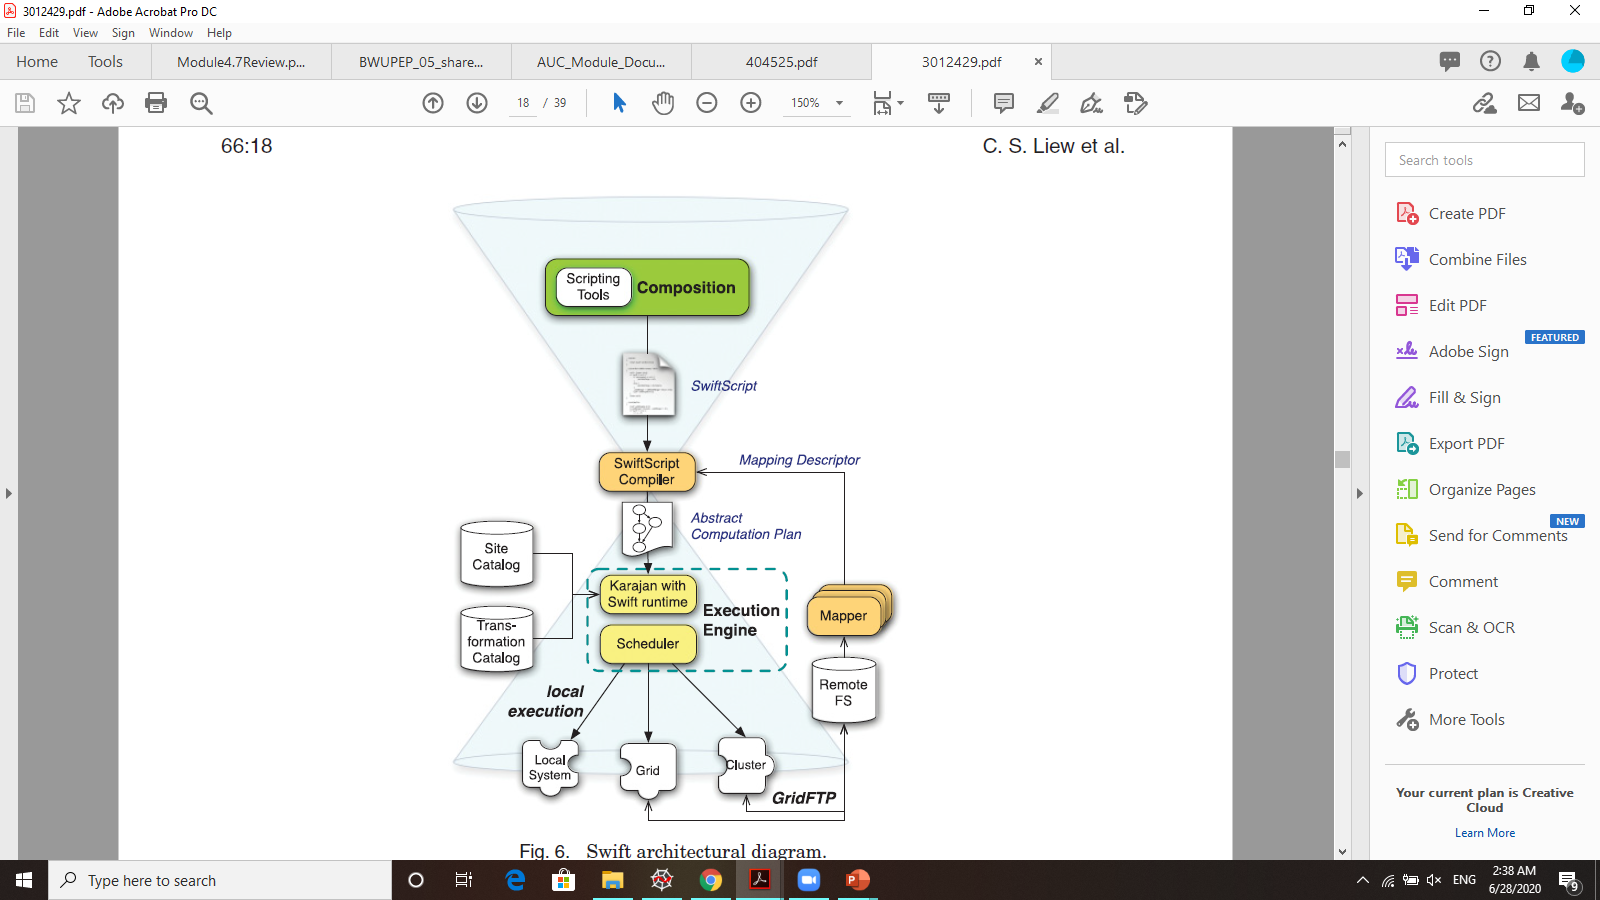 3012429.pdf - Adobe Acrobat Pro DC
File Edit View Sign Window Help
Home Tools Module4.7Review.p... BWUPEP_05_share... AUC_Module_Docu... 404525.pdf 3012429.pdf ×
18 / 39 150%
66:18 C. S. Liew et al.
Scripting
Tools
Composition
SwiftScript
SwiftScript
Compiler
Mapping Descriptor
Abstract
Computation Plan
Site
Catalog
Trans-
formation
Catalog
Karajan with
Swift runtime
Scheduler
Execution
Engine
Mapper
Remote
FS
local
execution
Local
System
Grid
Cluster
GridFTP
Fig. 6. Swift architectural diagram.
Search tools
Create PDF
Combine Files
Edit PDF
FEATURED
Adobe Sign
Fill & Sign
Export PDF
Organize Pages
NEW
Send for Comments
Comment
Scan & OCR
Protect
More Tools
Your current plan is Creative
Cloud
Learn More
Type here to search
ENG
2:38 AM
6/28/2020
9